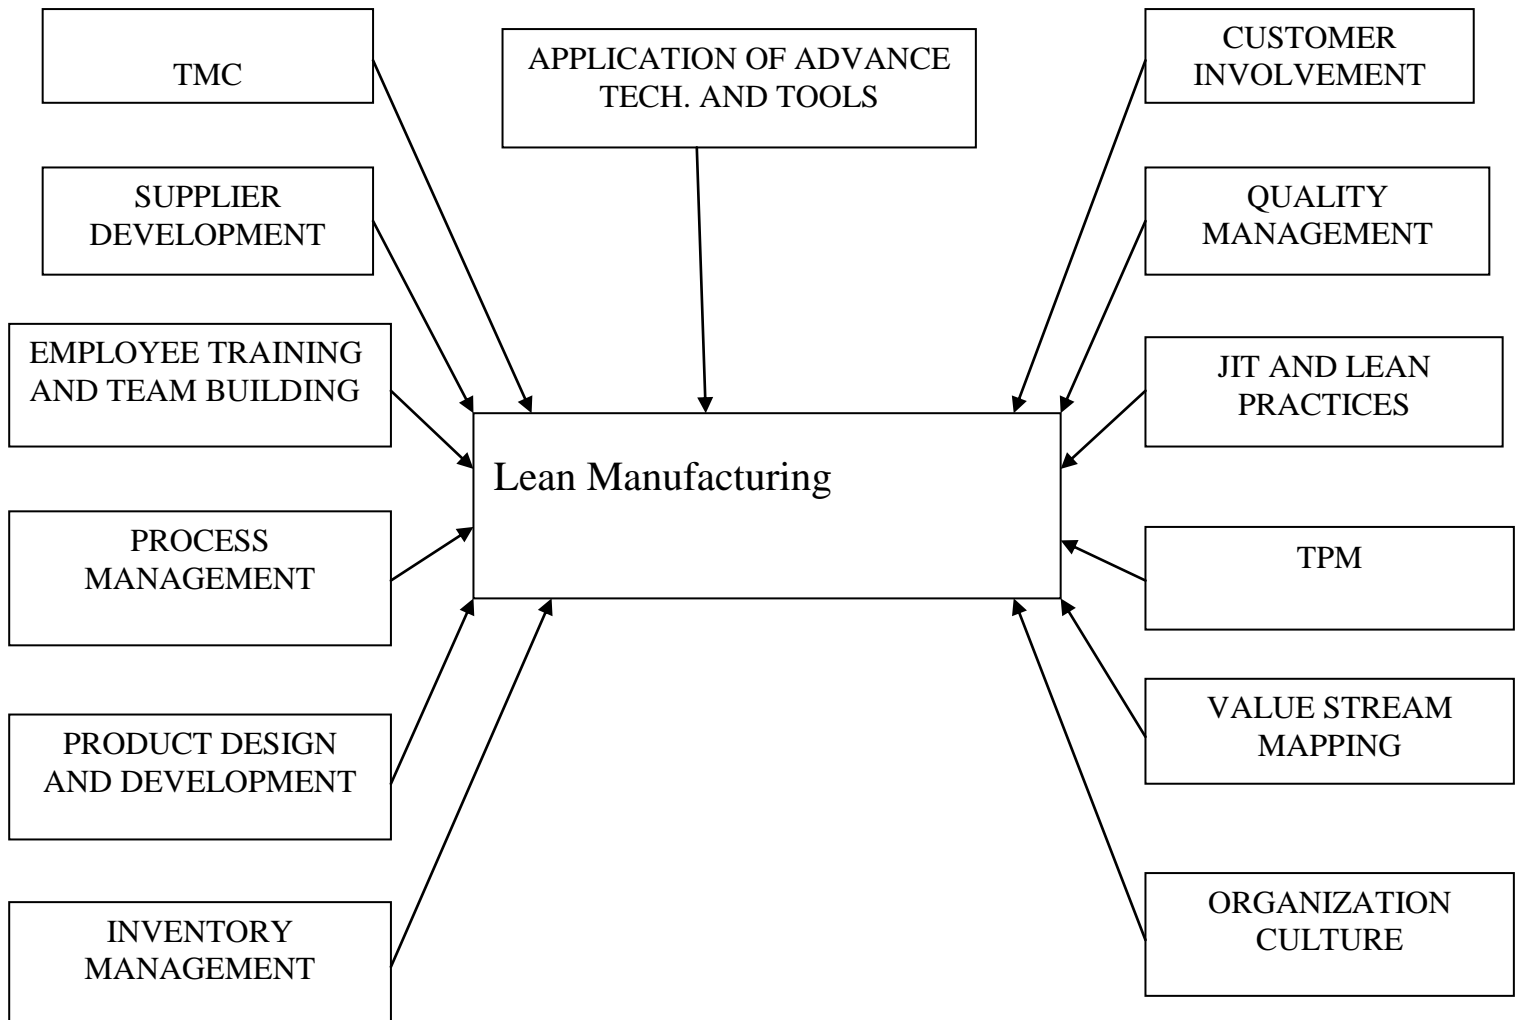 TMC
APPLICATION OF ADVANCE
TECH. AND TOOLS
CUSTOMER
INVOLVEMENT
SUPPLIER
DEVELOPMENT
QUALITY
MANAGEMENT
EMPLOYEE TRAINING
AND TEAM BUILDING
JIT AND LEAN
PRACTICES
Lean Manufacturing
PROCESS
MANAGEMENT
TPM
PRODUCT DESIGN
AND DEVELOPMENT
VALUE STREAM
MAPPING
INVENTORY
MANAGEMENT
ORGANIZATION
CULTURE